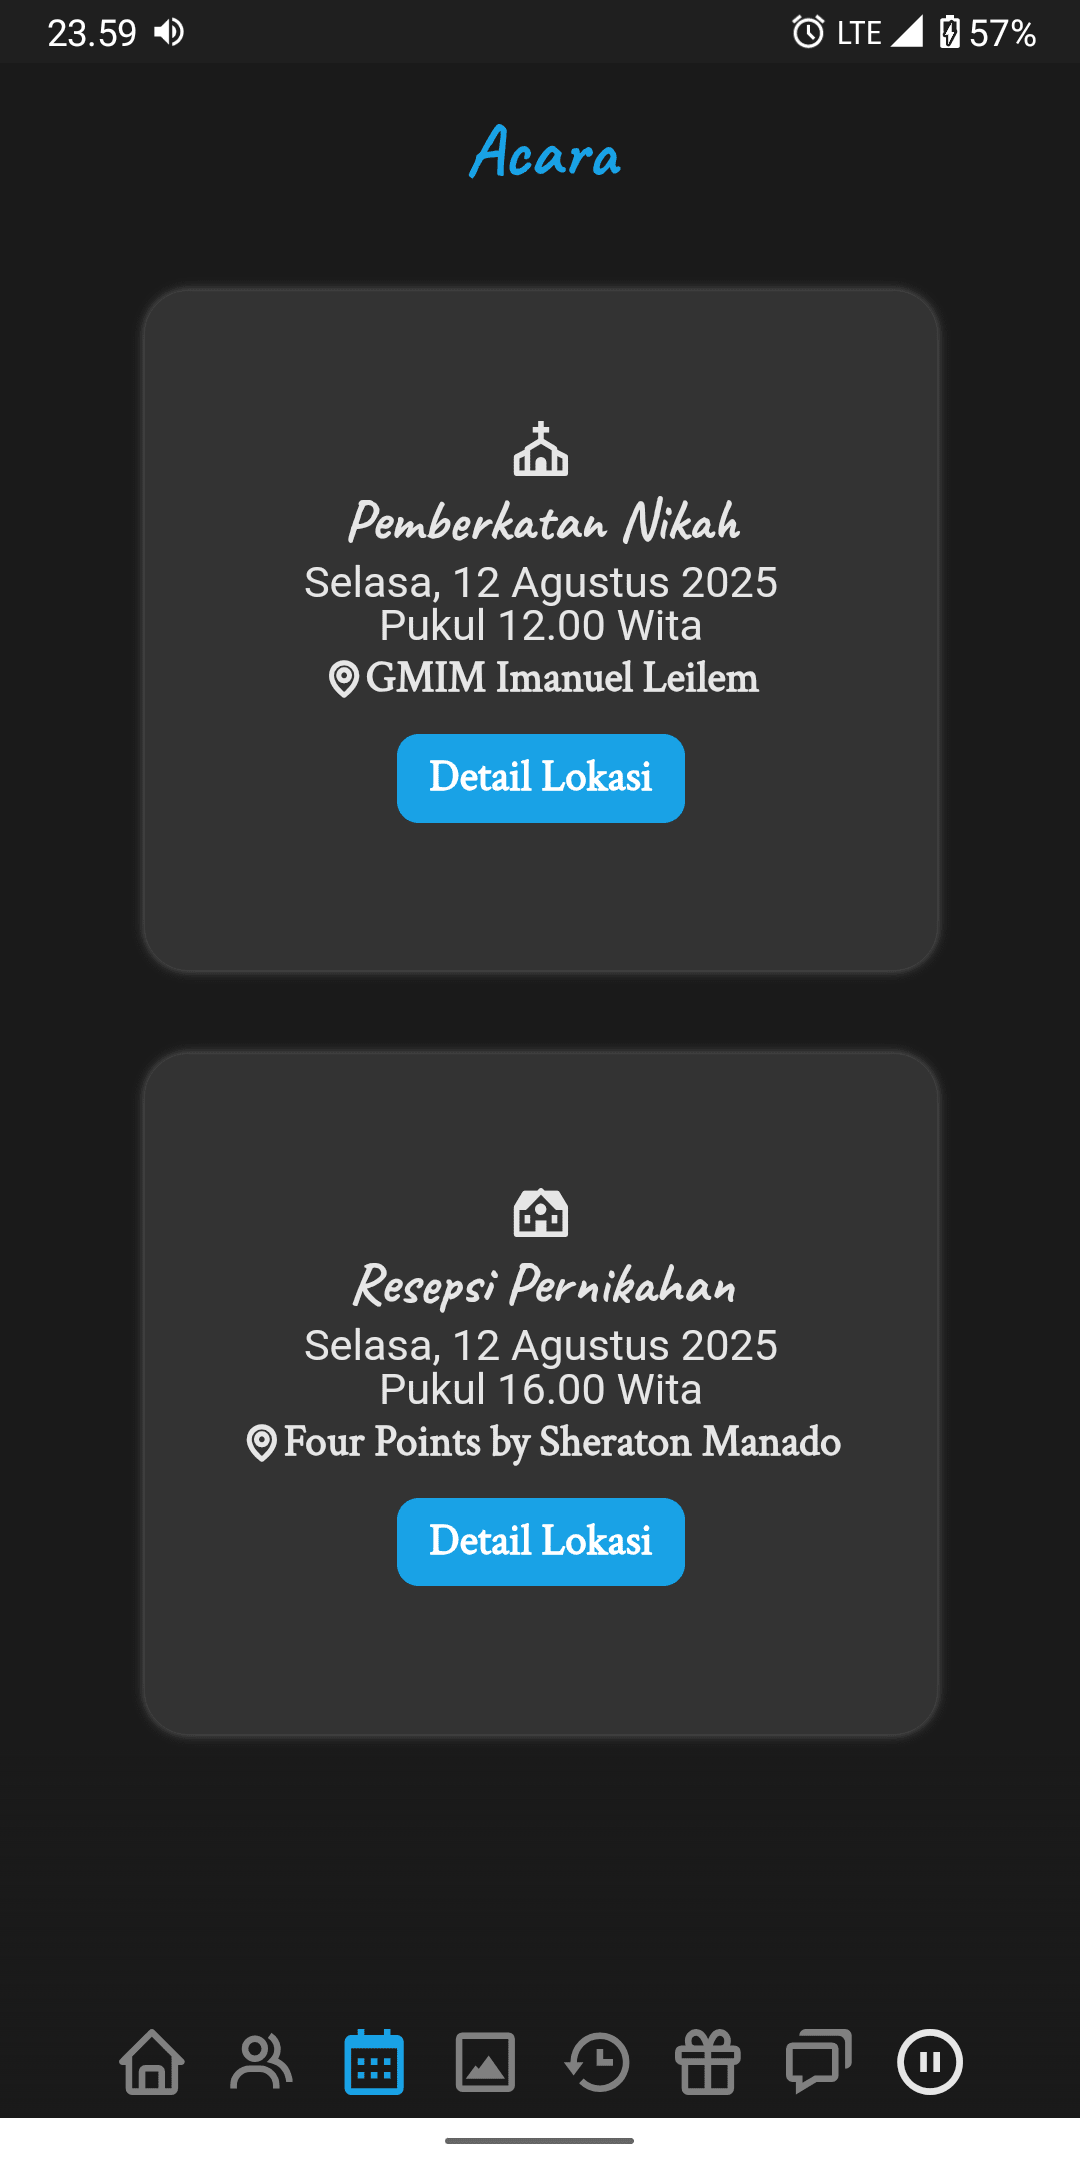 23.59
LTE
57%
Acara
Pemberkatan Nikah
Selasa, 12 Agustus 2025
Pukul 12.00 Wita
GMIM Imanuel Leilem
Detail Lokasi
Resepsi Pernikahan
Selasa, 12 Agustus 2025
Pukul 16.00 Wita
Four Points by Sheraton Manado
Detail Lokasi